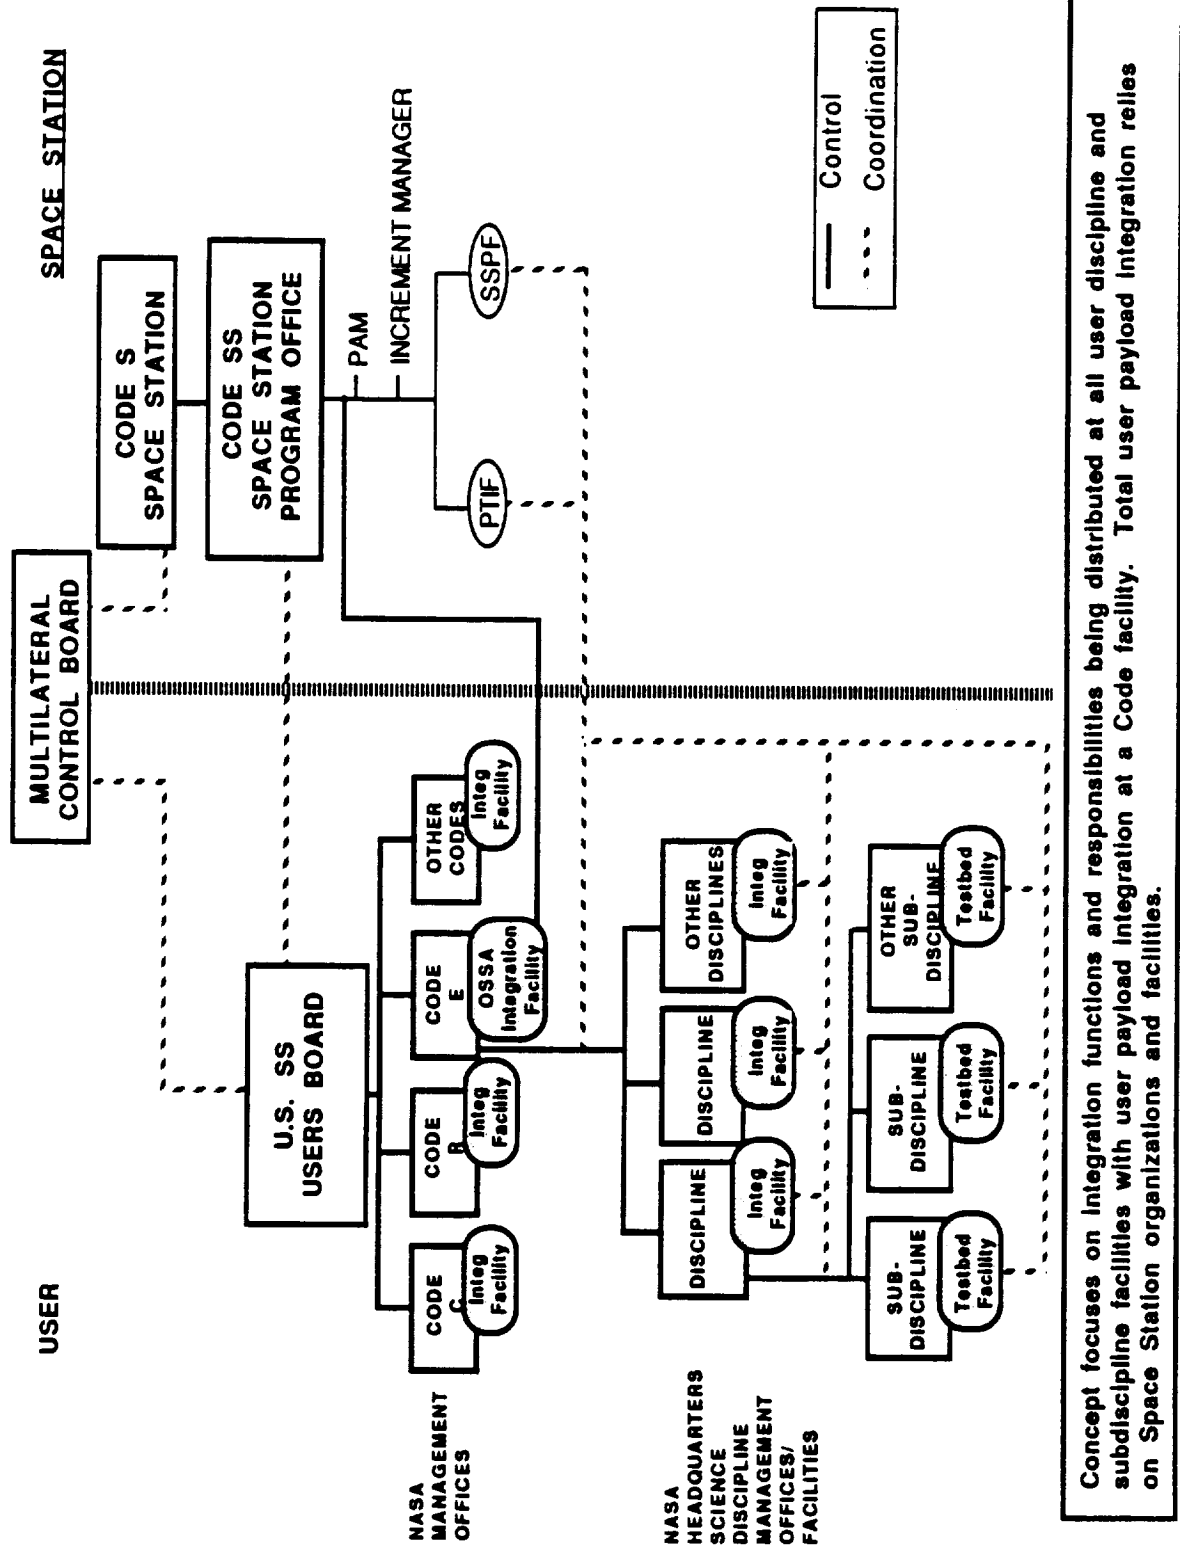 USER
SPACE STATION
MULTILATERAL
CONTROL BOARD
CODE S
SPACE STATION
CODE SS
SPACE STATION
PROGRAM OFFICE
PAM
INCREMENT MANAGER
PTIF
SSPF
U.S. SS
USERS BOARD
NASA
MANAGEMENT
OFFICES
CODE
C
Integ
Facility
CODE
R
Integ
Facility
CODE
E
OSSA
Integration
Facility
OTHER
CODES
Integ
Facility
NASA
HEADQUARTERS
SCIENCE
DISCIPLINE
MANAGEMENT
OFFICES/
FACILITIES
DISCIPLINE
Integ
Facility
DISCIPLINE
Integ
Facility
OTHER
DISCIPLINES
Integ
Facility
SUB-
DISCIPLINE
Testbed
Facility
SUB-
DISCIPLINE
Testbed
Facility
OTHER
SUB-
DISCIPLINE
Testbed
Facility
Control
Coordination
Concept focuses on Integration functions and responsibilities being distributed at all user discipline and
subdiscipline facilities with user payload integration at a Code facility. Total user payload integration relies
on Space Station organizations and facilities.